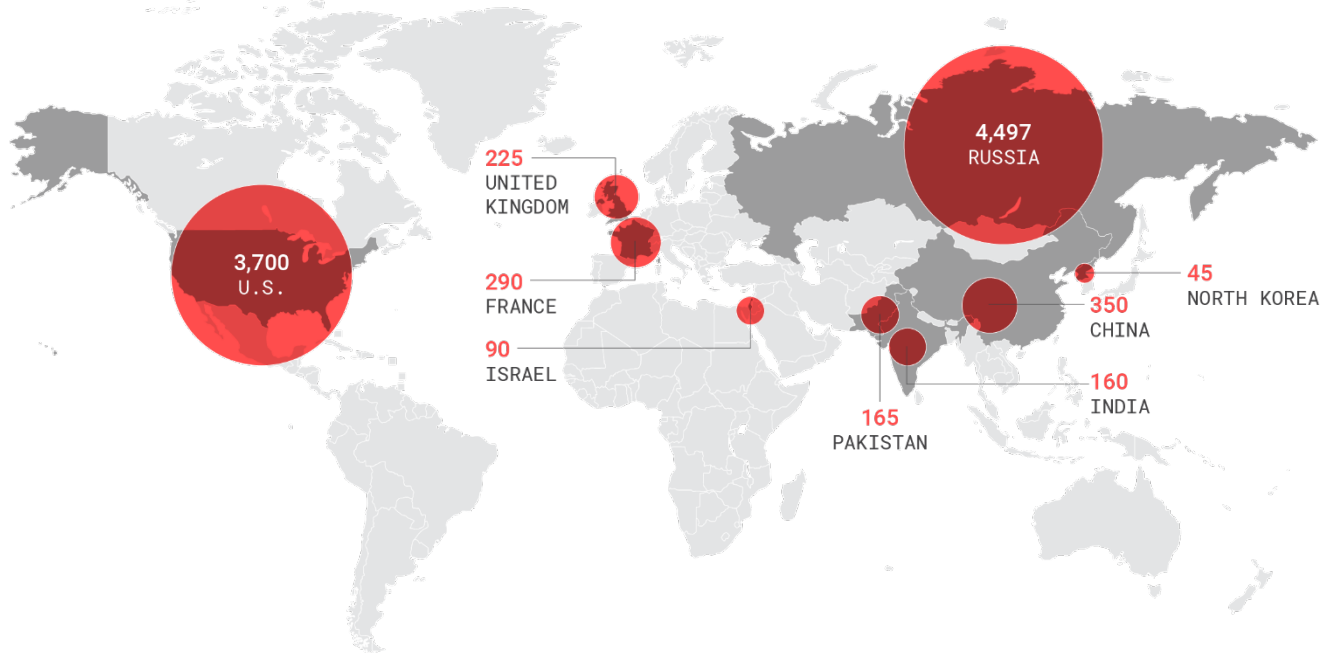 4,497
RUSSIA
225
UNITED
KINGDOM
3,700
U.S.
290
FRANCE
45
NORTH KOREA
350
CHINA
90
ISRAEL
160
INDIA
165
PAKISTAN